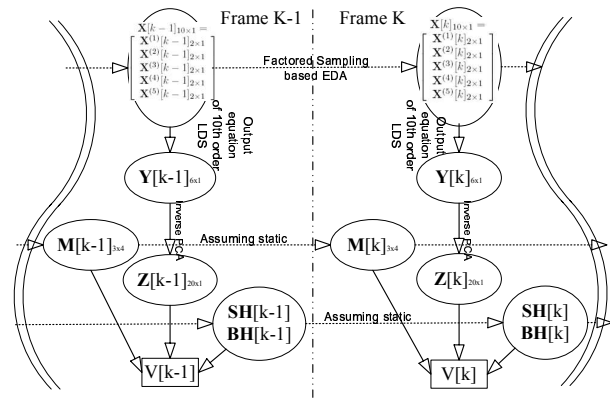 Frame K-1
Frame K
X[k − 1]10×1 =
X(1)[k − 1]2×1
X(2)[k − 1]2×1
X(3)[k − 1]2×1
X(4)[k − 1]2×1
X(5)[k − 1]2×1
Factored Sampling
based EDA
X[k]10×1 =
X(1)[k]2×1
X(2)[k]2×1
X(3)[k]2×1
X(4)[k]2×1
X(5)[k]2×1
Output
equation
of 10th order
LDS
Output
equation
of 10th order
LDS
Y[k-1]6x1
Y[k]6x1
Inverse PCA
Inverse PCA
M[k-1]3x4
Assuming static
M[k]3x4
Z[k-1]20x1
Z[k]20x1
SH[k-1]
BH[k-1]
Assuming static
SH[k]
BH[k]
V[k-1]
V[k]